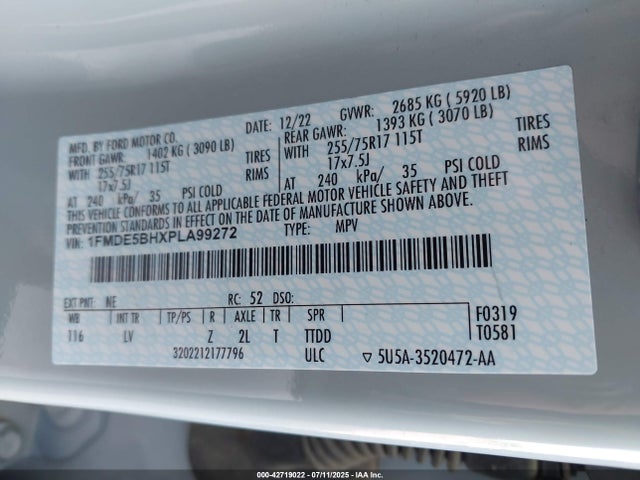 MFD. BY FORD MOTOR CO. DATE: 12/22 GVWR: 2685 KG ( 5920 LB)
FRONT GAWR: 1402 KG ( 3090 LB) REAR GAWR: 1393 KG ( 3070 LB)
WITH 255/75R17 115T TIRES WITH 255/75R17 115T TIRES
17x7.5J RIMS 17x7.5J RIMS
AT 240 kPa/ 35 PSI COLD AT 240 kPa/ 35 PSI COLD
THIS VEHICLE CONFORMS TO ALL APPLICABLE FEDERAL MOTOR VEHICLE SAFETY AND THEFT
PREVENTION STANDARDS IN EFFECT ON THE DATE OF MANUFACTURE SHOWN ABOVE.
VIN: 1FMDE5BHXPLA99272 TYPE: MPV
EXT PNT: NE RC: 52 DSO:
WB INT TR TP/PS R AXLE TR SPR F0319
116 LV Z 2L T TTDD T0581
3202212177796 ULC ▽ 5U5A-3520472-AA
000-42719022 - 07/11/2025 - IAAI.COM